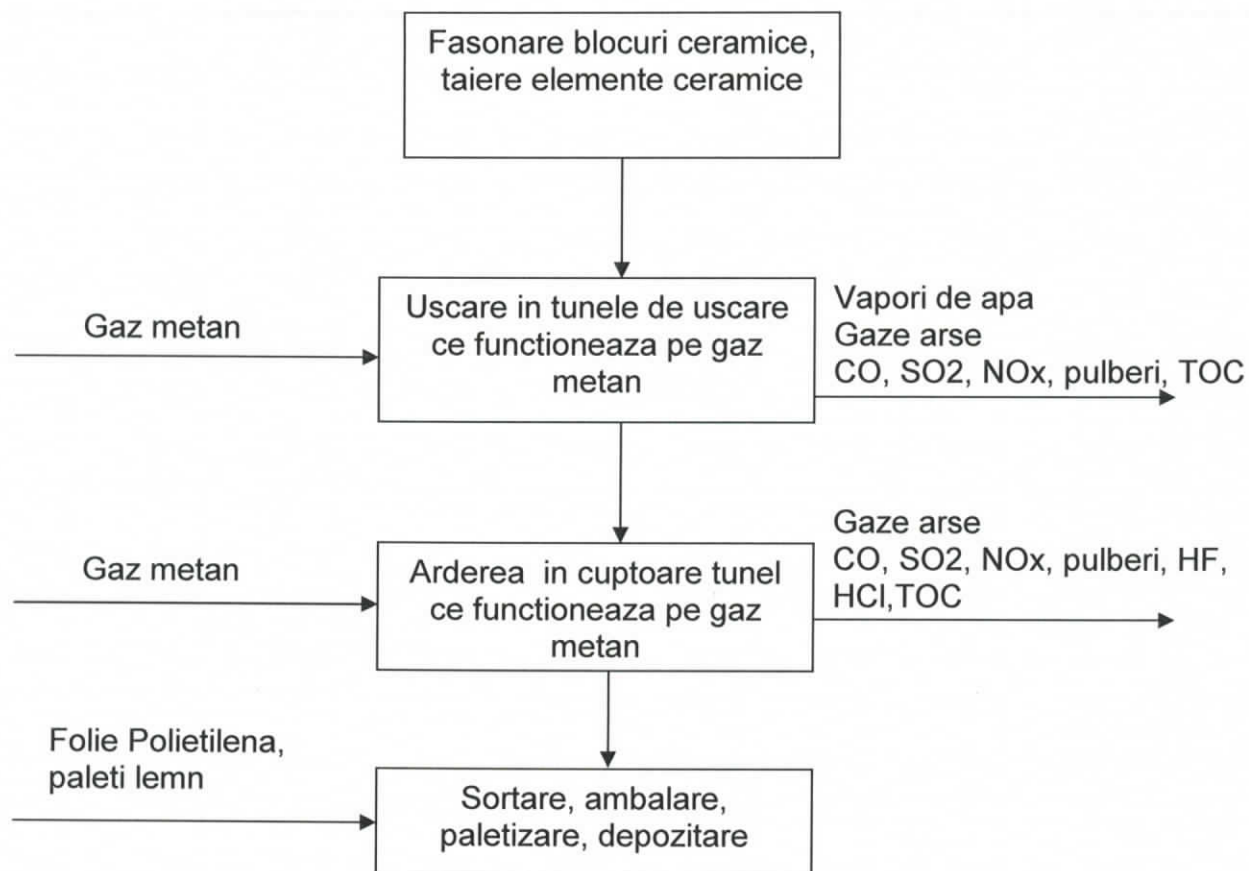 Fasonare blocuri ceramice,
taiere elemente ceramice
Gaz metan
Uscare in tunele de uscare
ce functioneaza pe gaz
metan
Vapori de apa
Gaze arse
CO, SO2, NOx, pulberi, TOC
Gaz metan
Arderea in cuptoare tunel
ce functioneaza pe gaz
metan
Gaze arse
CO, SO2, NOx, pulberi, HF,
HCl,TOC
Folie Polietilena,
paleti lemn
Sortare, ambalare,
paletizare, depozitare